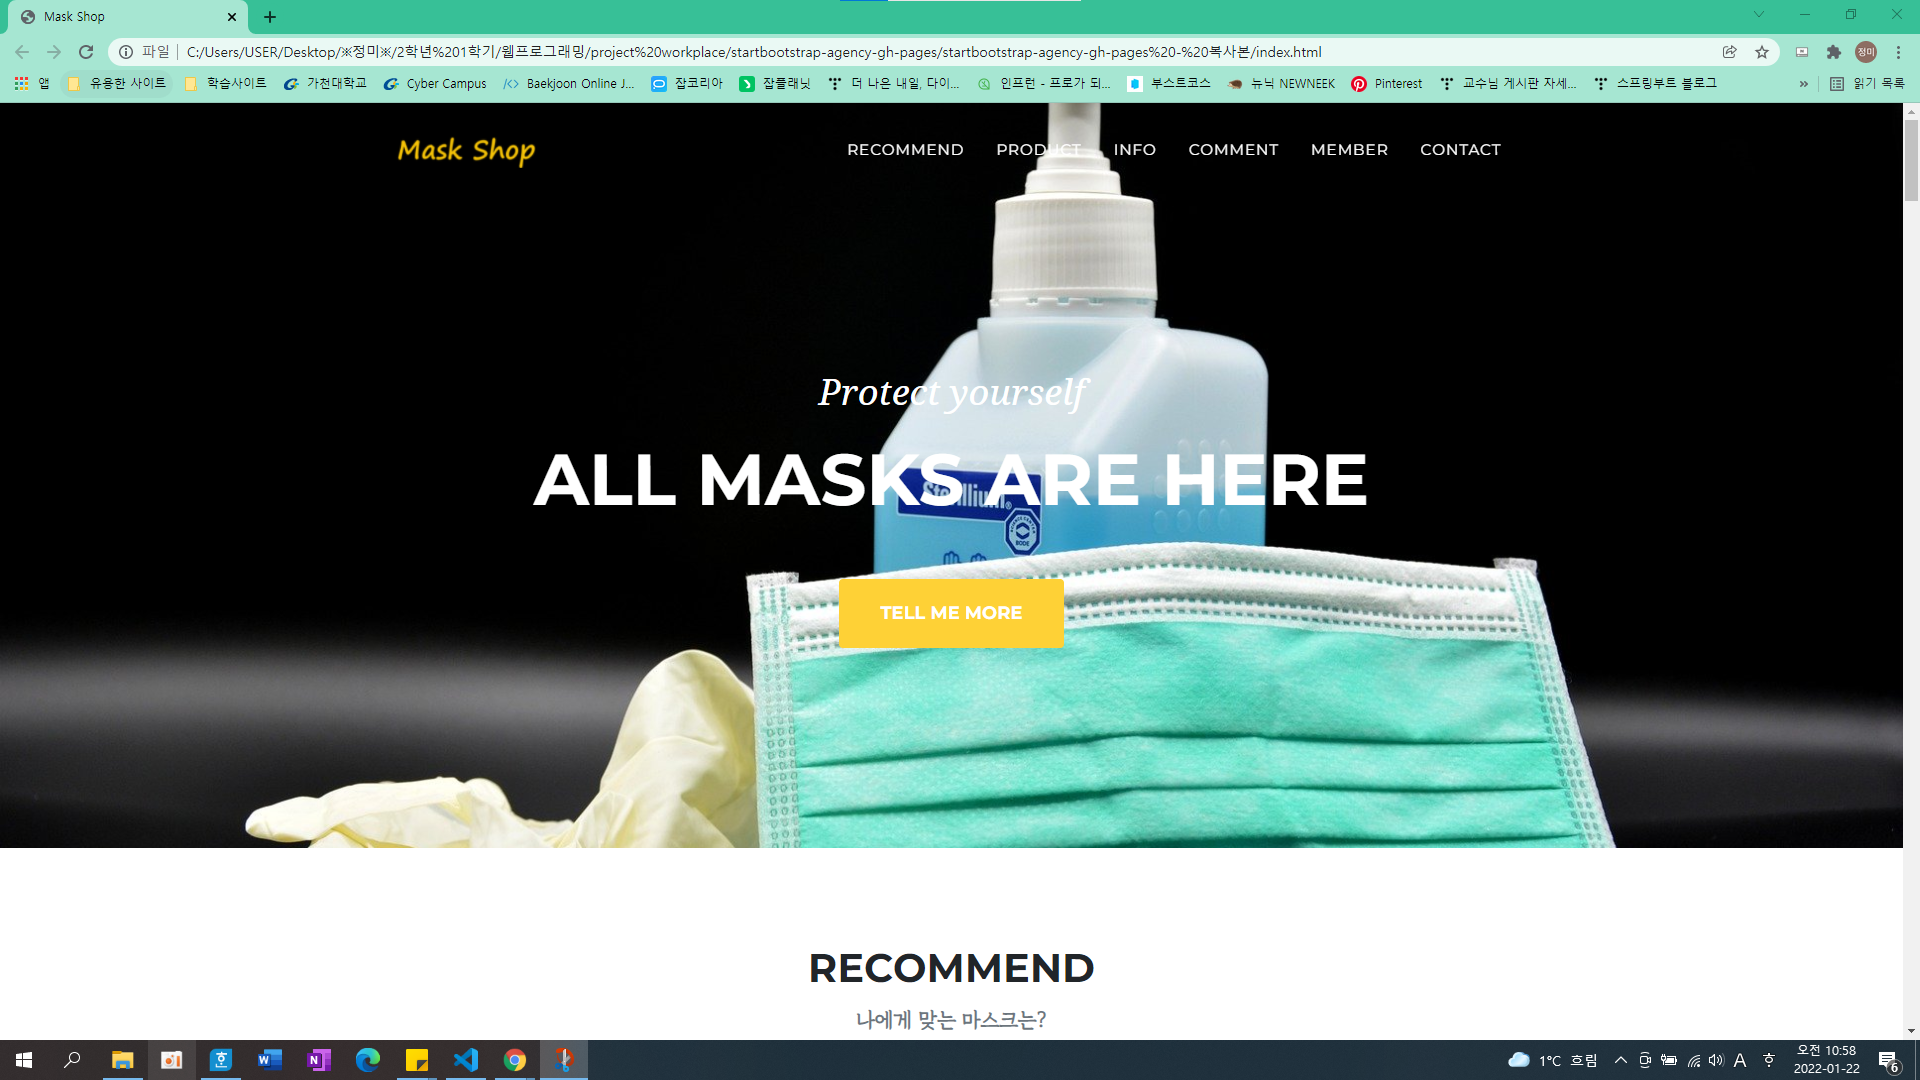 Mask Shop
파일 C:/Users/USER/Desktop/※정미※/2학년%201학기/웹프로그래밍/project%20workplace/startbootstrap-agency-gh-pages/startbootstrap-agency-gh-pages%20-%20복사본/index.html 정미
앱 유용한 사이트 학습사이트 가천대학교 Cyber Campus Baekjoon Online J... 잡코리아 잡플래닛 더 나은 내일, 다이... 인프런 - 프로가 되... 부스트코스 뉴닉 NEWNEEK Pinterest 교수님 게시판 자세... 스프링부트 블로그 » 읽기 목록
Mask Shop RECOMMEND PRODUCT INFO COMMENT MEMBER CONTACT
Protect yourself
ALL MASKS ARE HERE
BODE
TELL ME MORE
RECOMMEND
나에게 맞는 마스크는?
1°C 흐림 A 오전 10:58
2022-01-22 6